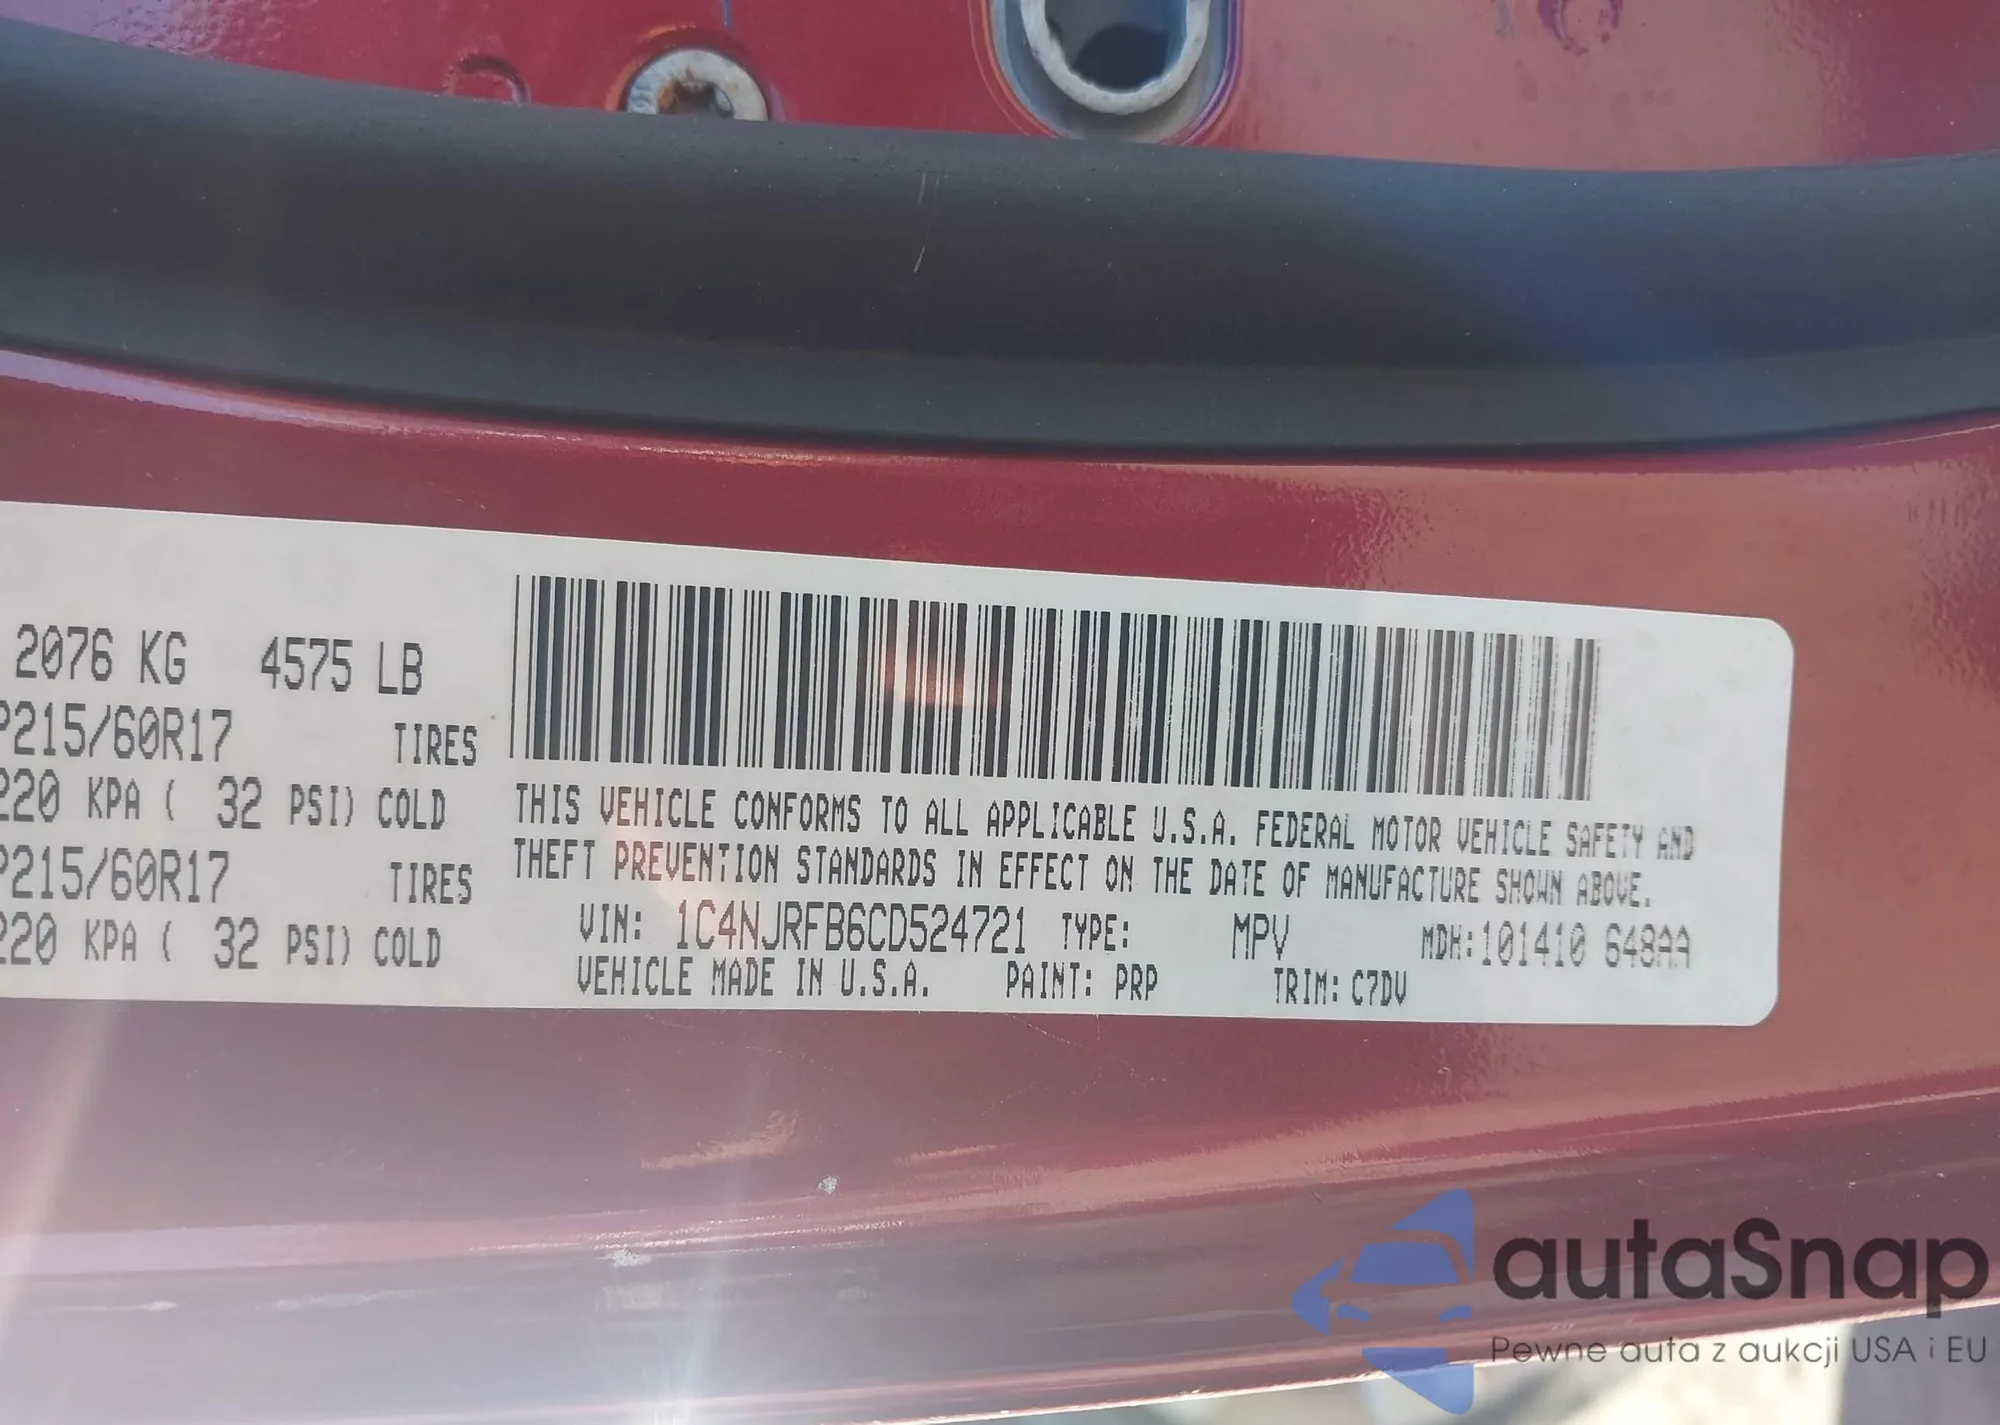 2076 KG 4575 LB
P215/60R17 TIRES
220 KPA ( 32 PSI) COLD
P215/60R17 TIRES
220 KPA ( 32 PSI) COLD
THIS VEHICLE CONFORMS TO ALL APPLICABLE U.S.A. FEDERAL MOTOR VEHICLE SAFETY AND
THEFT PREVENTION STANDARDS IN EFFECT ON THE DATE OF MANUFACTURE SHOWN ABOVE.
VIN: 1C4NJRFB6CD524721 TYPE: MPV MDH:101410 648AA
VEHICLE MADE IN U.S.A. PAINT: PRP TRIM: C7DV
autaSnap
Pewne auta z aukcji USA i EU